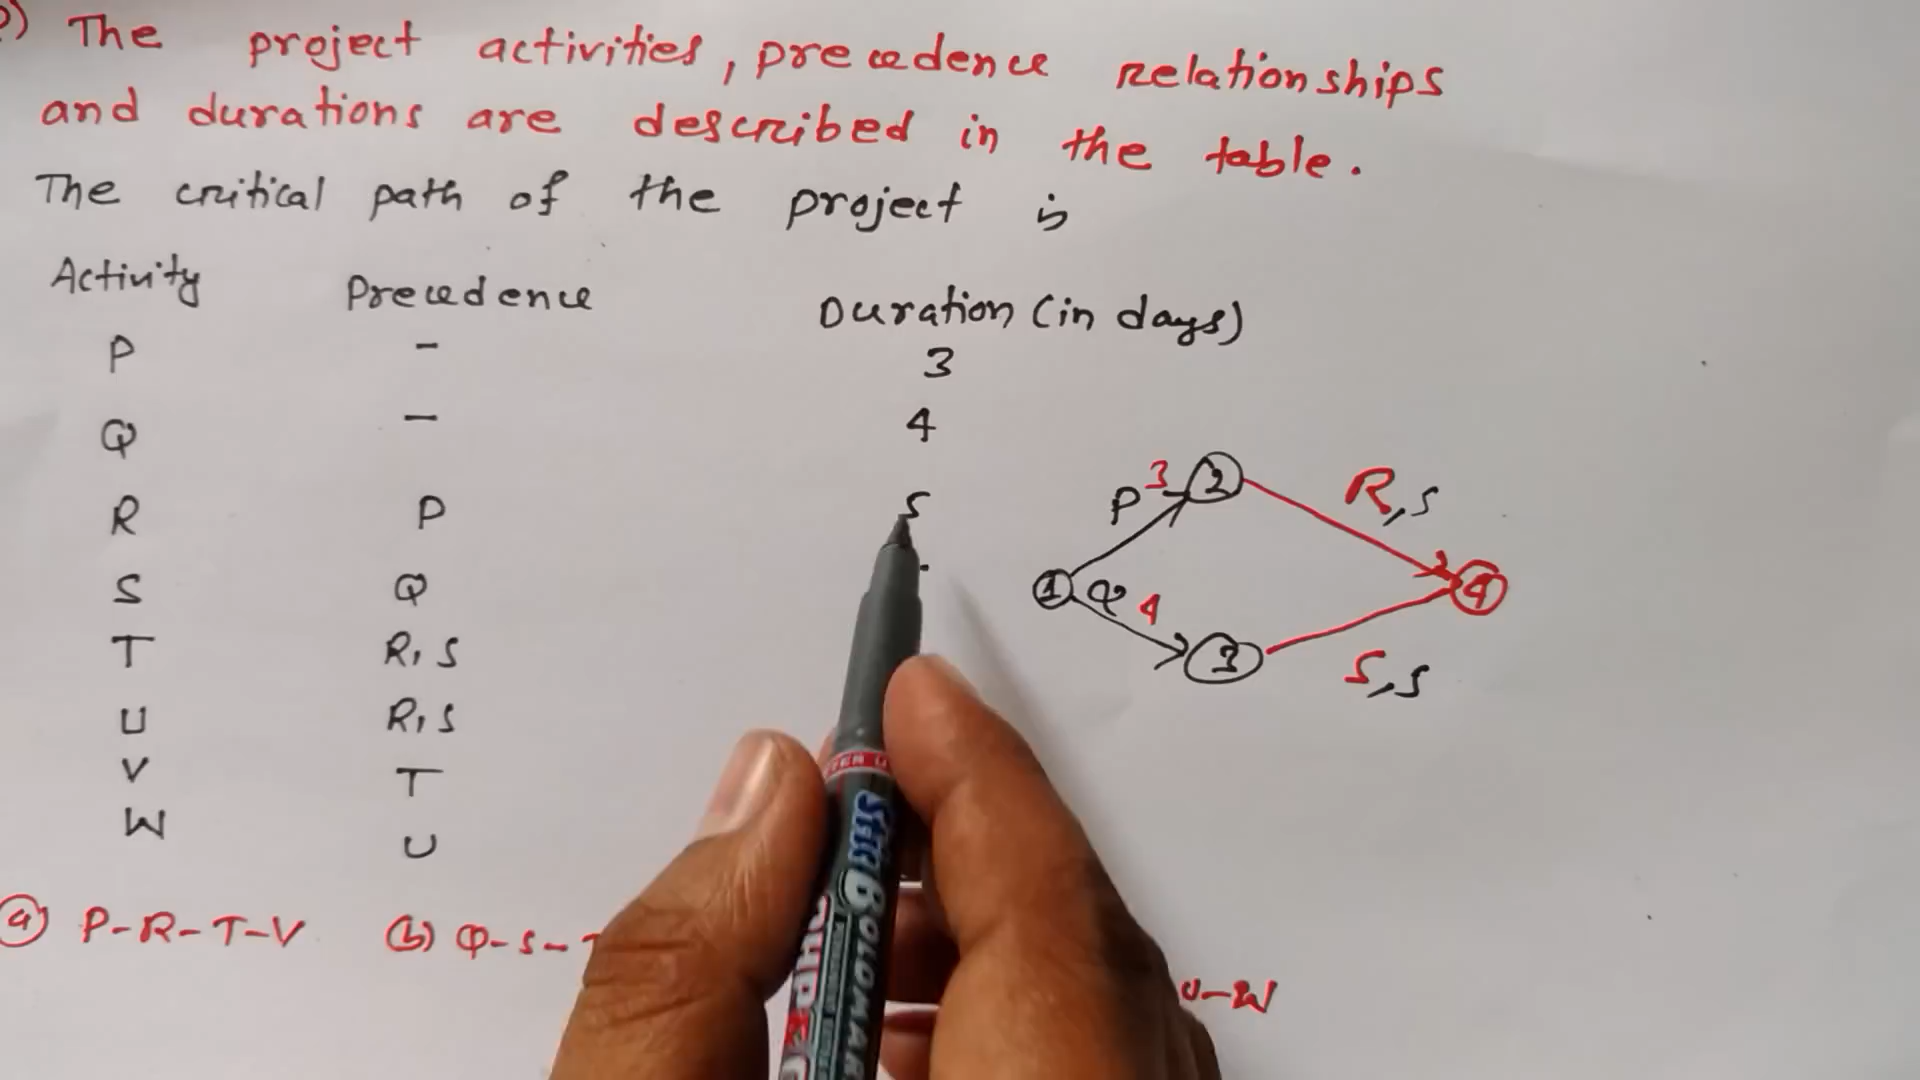 The project activities, precedence relationships
and durations are described in the table.
The critical path of the project is
Activity Precedence Duration (in days)
P - 3
Q - 4
R P 5
S Q
T R, S
U R, S
V T
W U
(a) P-R-T-V (b) Q-S- U-W
1 P 3 2 R, 5
Q 4 3 S, 5 4